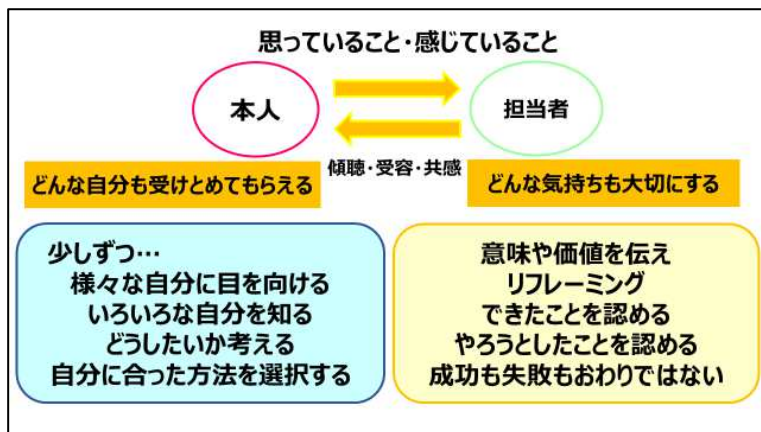 思っていること・感じていること
本人
担当者
傾聴・受容・共感
どんな自分も受けとめてもらえる
どんな気持ちも大切にする
少しずつ…
様々な自分に目を向ける
いろいろな自分を知る
どうしたいか考える
自分に合った方法を選択する
意味や価値を伝え
リフレーミング
できたことを認める
やろうとしたことを認める
成功も失敗もおわりではない